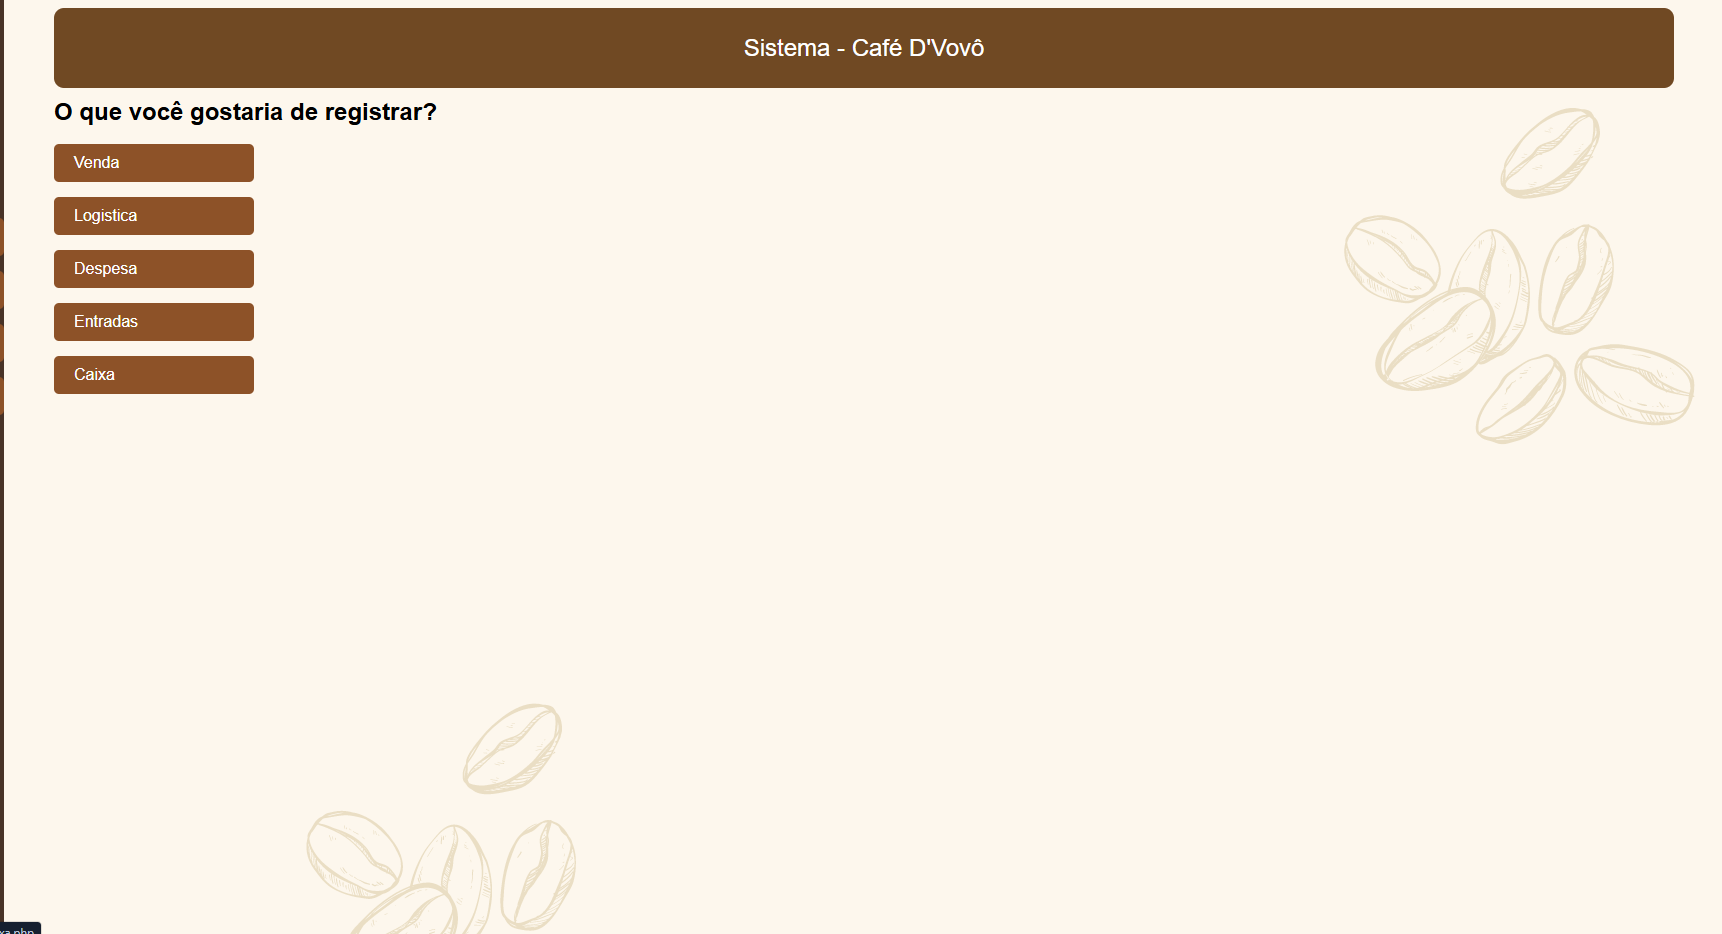 Sistema - Café D'Vovô
O que você gostaria de registrar?
Venda
Logistica
Despesa
Entradas
Caixa